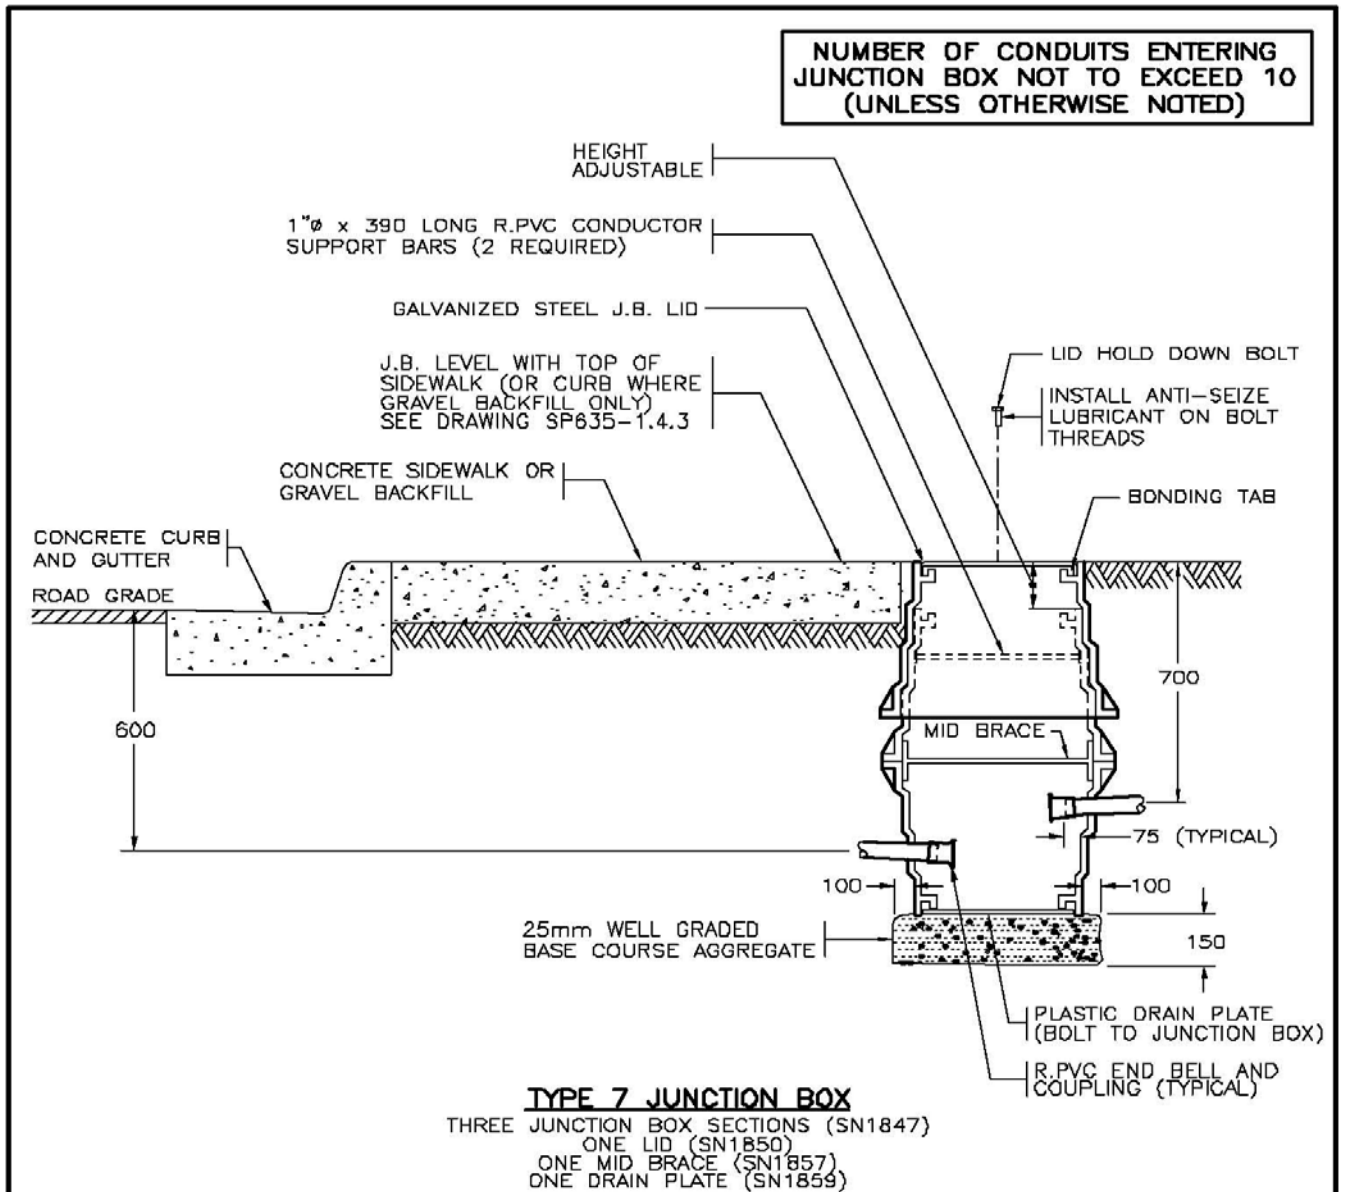 NUMBER OF CONDUITS ENTERING
JUNCTION BOX NOT TO EXCEED 10
(UNLESS OTHERWISE NOTED)
HEIGHT
ADJUSTABLE
1"ø x 390 LONG R.PVC CONDUCTOR
SUPPORT BARS (2 REQUIRED)
GALVANIZED STEEL J.B. LID
J.B. LEVEL WITH TOP OF
SIDEWALK (OR CURB WHERE
GRAVEL BACKFILL ONLY)
SEE DRAWING SP635-1.4.3
LID HOLD DOWN BOLT
INSTALL ANTI-SEIZE
LUBRICANT ON BOLT
THREADS
CONCRETE SIDEWALK OR
GRAVEL BACKFILL
BONDING TAB
CONCRETE CURB
AND GUTTER
ROAD GRADE
700
600
MID BRACE
75 (TYPICAL)
100
100
25mm WELL GRADED
BASE COURSE AGGREGATE
150
PLASTIC DRAIN PLATE
(BOLT TO JUNCTION BOX)
R.PVC END BELL AND
COUPLING (TYPICAL)
TYPE 7 JUNCTION BOX
THREE JUNCTION BOX SECTIONS (SN1847)
ONE LID (SN1850)
ONE MID BRACE (SN1857)
ONE DRAIN PLATE (SN1859)